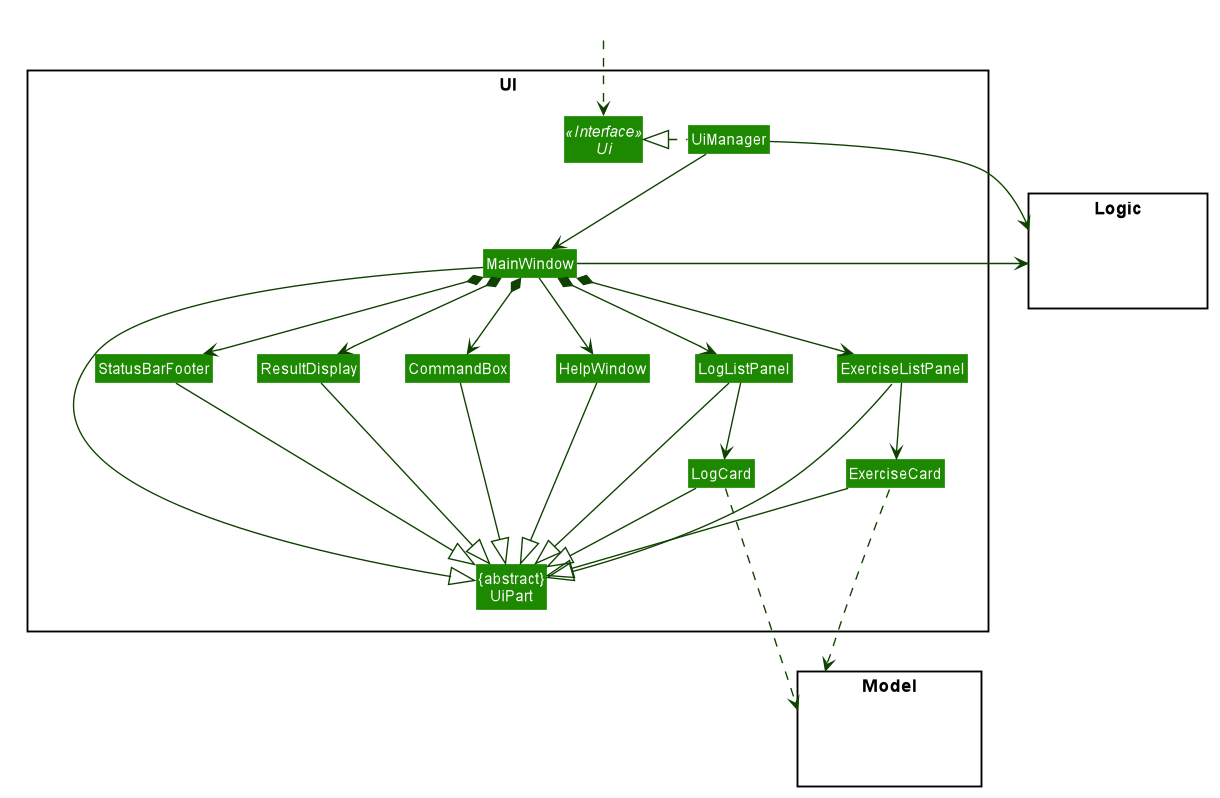 UI
«Interface»
Ui
UiManager
Logic
MainWindow
StatusBarFooter
ResultDisplay
CommandBox
HelpWindow
LogListPanel
ExerciseListPanel
LogCard
ExerciseCard
{abstract}
UiPart
Model